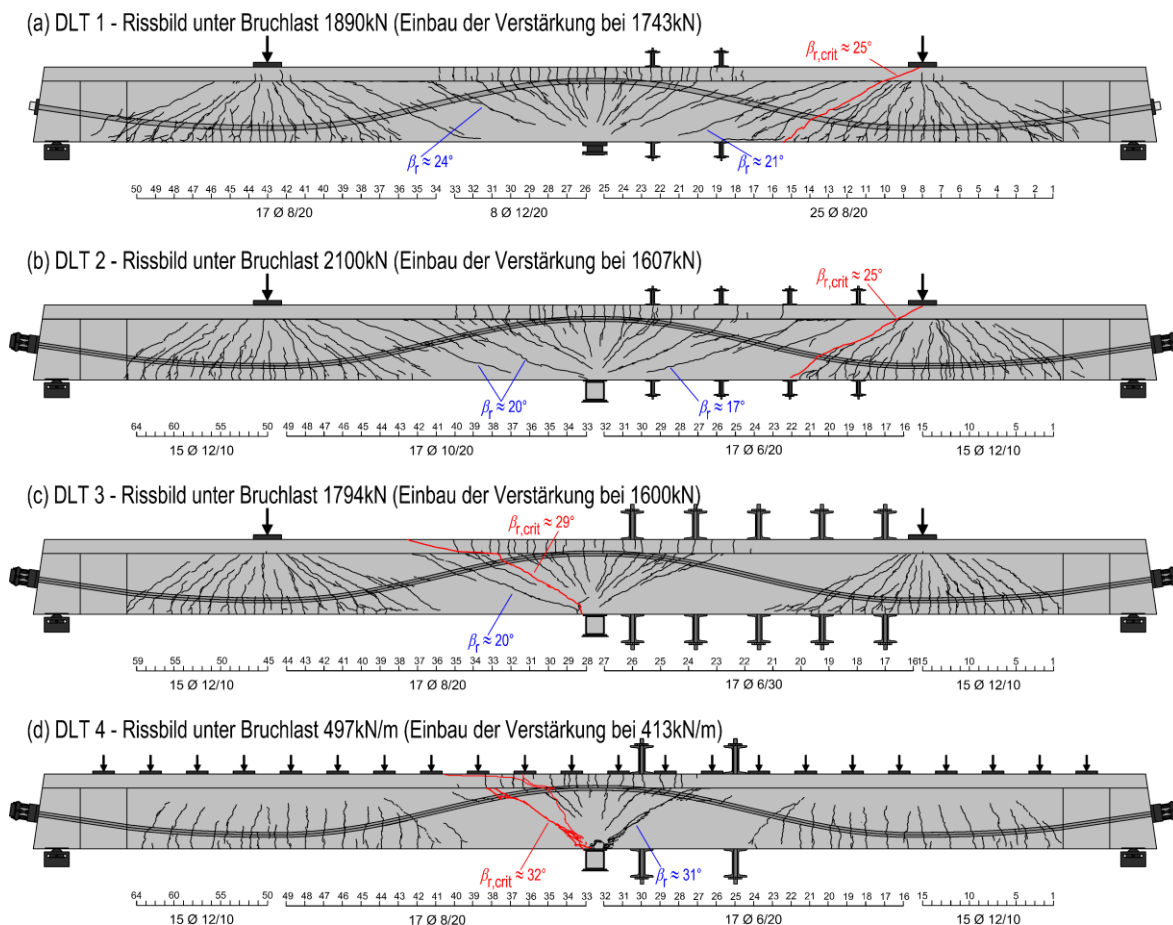 (a) DLT 1 - Rissbild unter Bruchlast 1890kN (Einbau der Verstärkung bei 1743kN)
βr,crit ≈ 25°
βr ≈ 24°
βr ≈ 21°
50 49 48 47 46 45 44 43 42 41 40 39 38 37 36 35 34 33 32 31 30 29 28 27 26 25 24 23 22 21 20 19 18 17 16 15 14 13 12 11 10 9 8 7 6 5 4 3 2 1
17 Ø 8/20 8 Ø 12/20 25 Ø 8/20
(b) DLT 2 - Rissbild unter Bruchlast 2100kN (Einbau der Verstärkung bei 1607kN)
βr,crit ≈ 25°
βr ≈ 20°
βr ≈ 17°
64 60 55 50 49 48 47 46 45 44 43 42 41 40 39 38 37 36 35 34 33 32 31 30 29 28 27 26 25 24 23 22 21 20 19 18 17 16 15 10 5 1
15 Ø 12/10 17 Ø 10/20 17 Ø 6/20 15 Ø 12/10
(c) DLT 3 - Rissbild unter Bruchlast 1794kN (Einbau der Verstärkung bei 1600kN)
βr,crit ≈ 29°
βr ≈ 20°
59 55 50 45 44 43 42 41 40 39 38 37 36 35 34 33 32 31 30 29 28 27 26 25 24 23 22 21 20 19 18 17 16 15 10 5 1
15 Ø 12/10 17 Ø 8/20 17 Ø 6/30 15 Ø 12/10
(d) DLT 4 - Rissbild unter Bruchlast 497kN/m (Einbau der Verstärkung bei 413kN/m)
βr,crit ≈ 32°
βr ≈ 31°
64 60 55 50 49 48 47 46 45 44 43 42 41 40 39 38 37 36 35 34 33 32 31 30 29 28 27 26 25 24 23 22 21 20 19 18 17 16 15 10 5 1
15 Ø 12/10 17 Ø 8/20 17 Ø 6/20 15 Ø 12/10